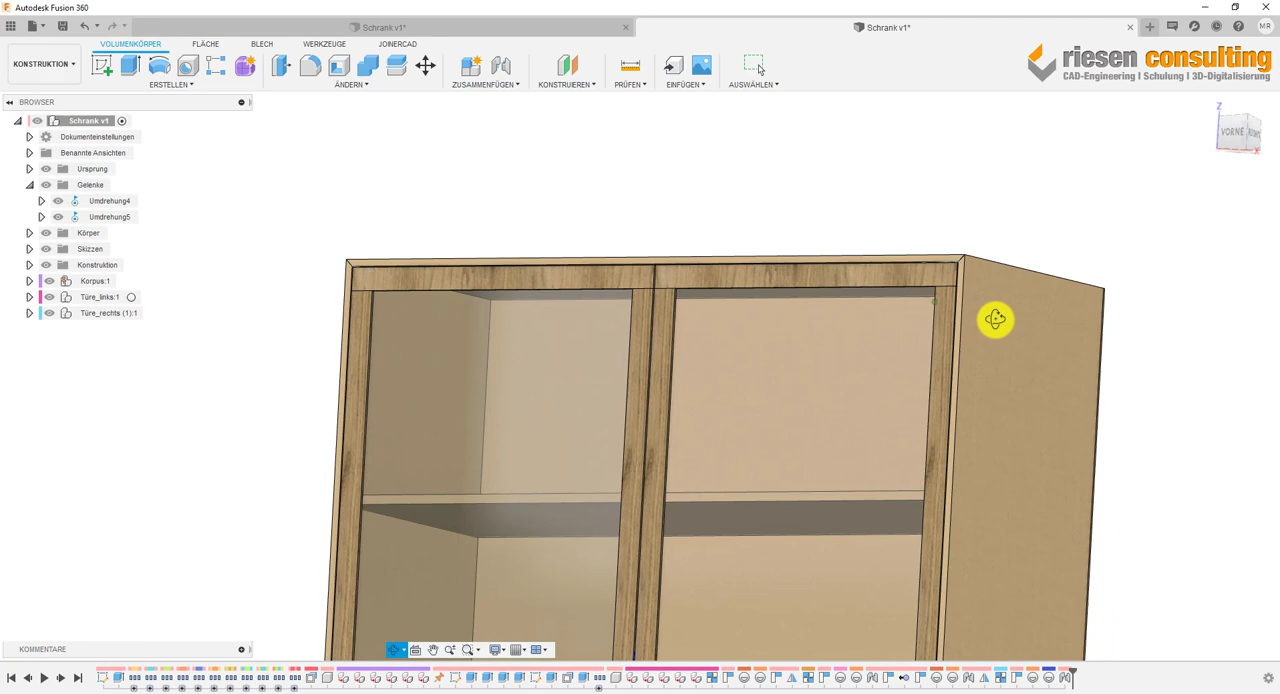 Autodesk Fusion 360
Schrank v1*
Schrank v1*
MR
VOLUMENKÖRPER
FLÄCHE
BLECH
WERKZEUGE
JOINERCAD
KONSTRUKTION
ERSTELLEN
ÄNDERN
ZUSAMMENFÜGEN
KONSTRUIEREN
PRÜFEN
EINFÜGEN
AUSWÄHLEN
riesen consulting
CAD-Engineering | Schulung | 3D-Digitalisierung
BROWSER
Schrank v1
Dokumenteinstellungen
Benannte Ansichten
Ursprung
Gelenke
Umdrehung4
Umdrehung5
Körper
Skizzen
Konstruktion
Korpus:1
Türe_links:1
Türe_rechts (1):1
Z
VORNE
RECHTS
X
KOMMENTARE